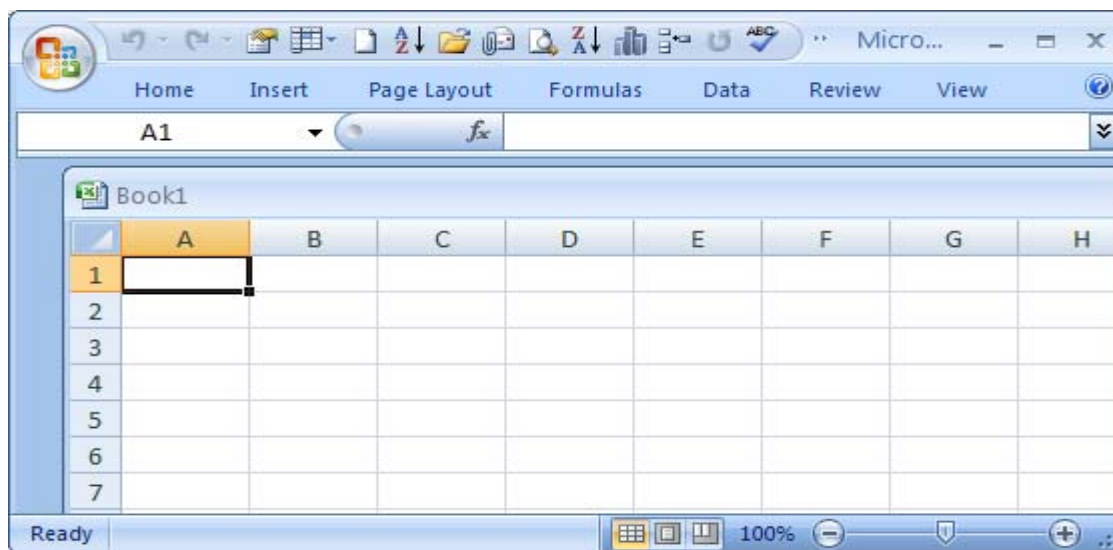 A Z Z A ABC Micro...
Home Insert Page Layout Formulas Data Review View
A1 fx
Book1
A B C D E F G H
1
2
3
4
5
6
7
Ready 100%